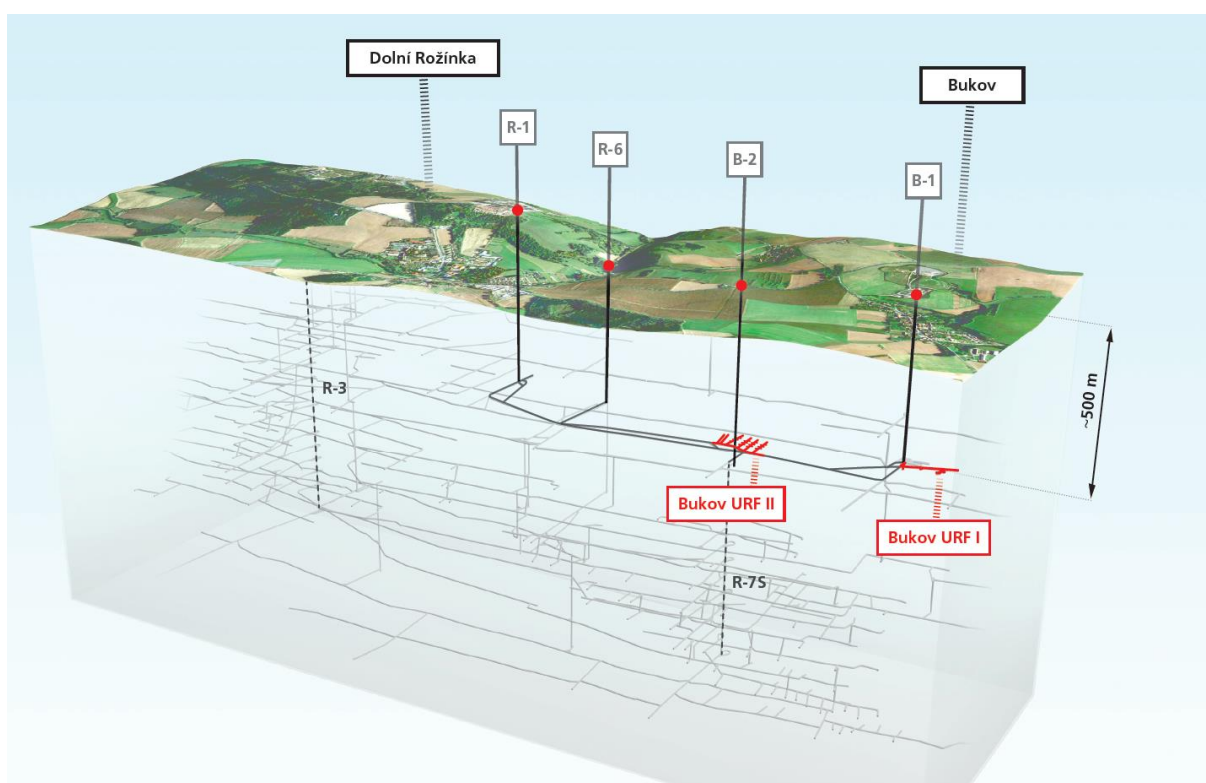 Dolní Rožínka
Bukov
R-1
R-6
B-2
B-1
R-3
~500 m
Bukov URF II
Bukov URF I
R-7S